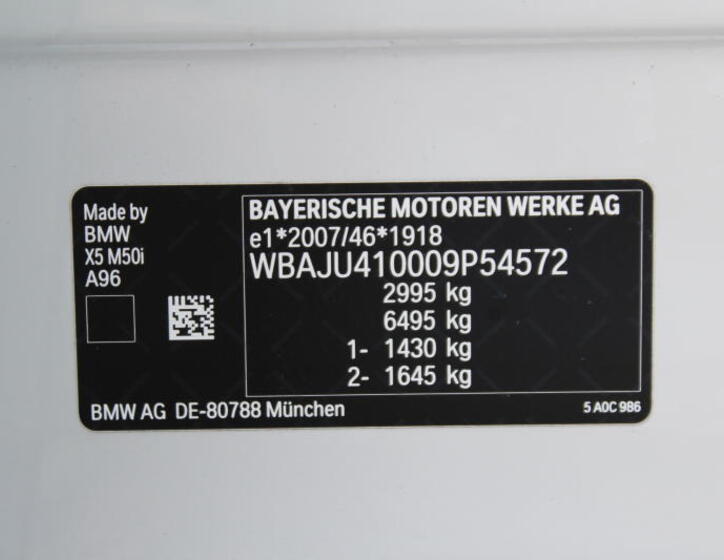 Made by
BMW
X5 M50i
A96
BAYERISCHE MOTOREN WERKE AG
e1*2007/46*1918
WBAJU410009P54572
2995 kg
6495 kg
1- 1430 kg
2- 1645 kg
BMW AG DE-80788 München
5 A0C 986